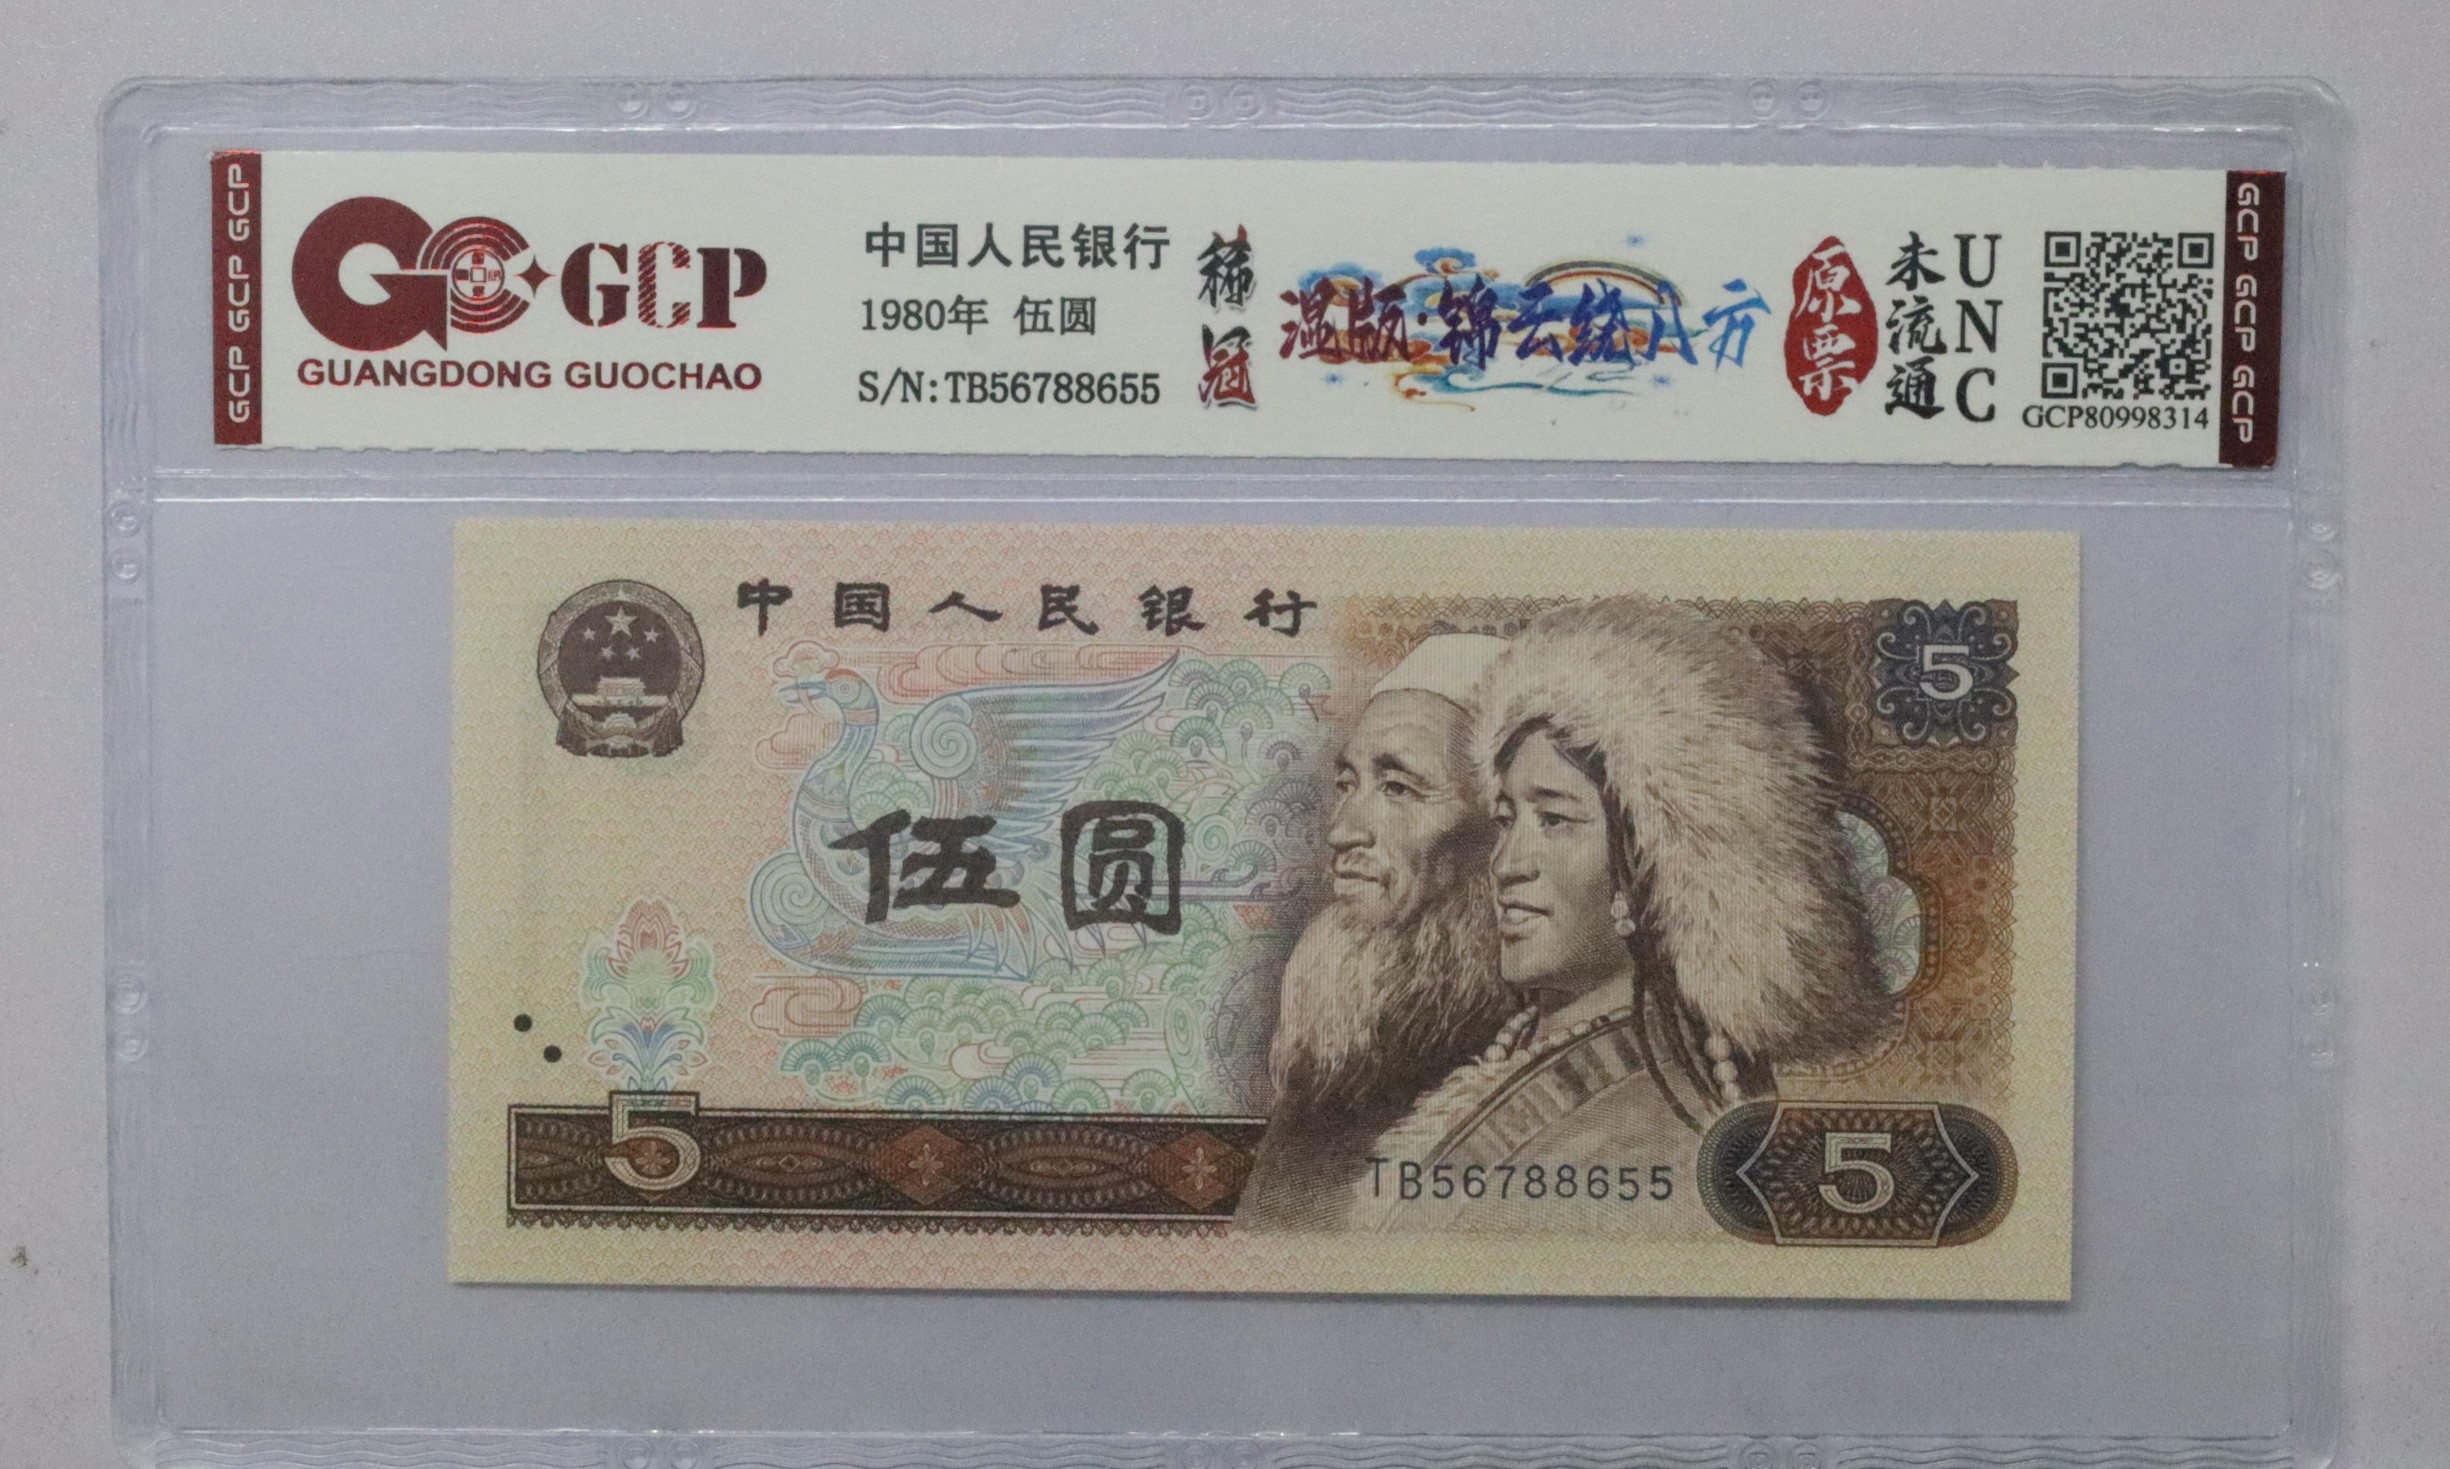 GCP GCP GCP
GCP
GUANGDONG GUOCHAO
中国人民银行
1980年 伍圆
S/N:TB56788655
稀冠
温版·锦云绕八方
原票
未流通
UNC
GCP80998314
GCP GCP GCP
中国人民银行
5
伍圆
5
TB56788655
5